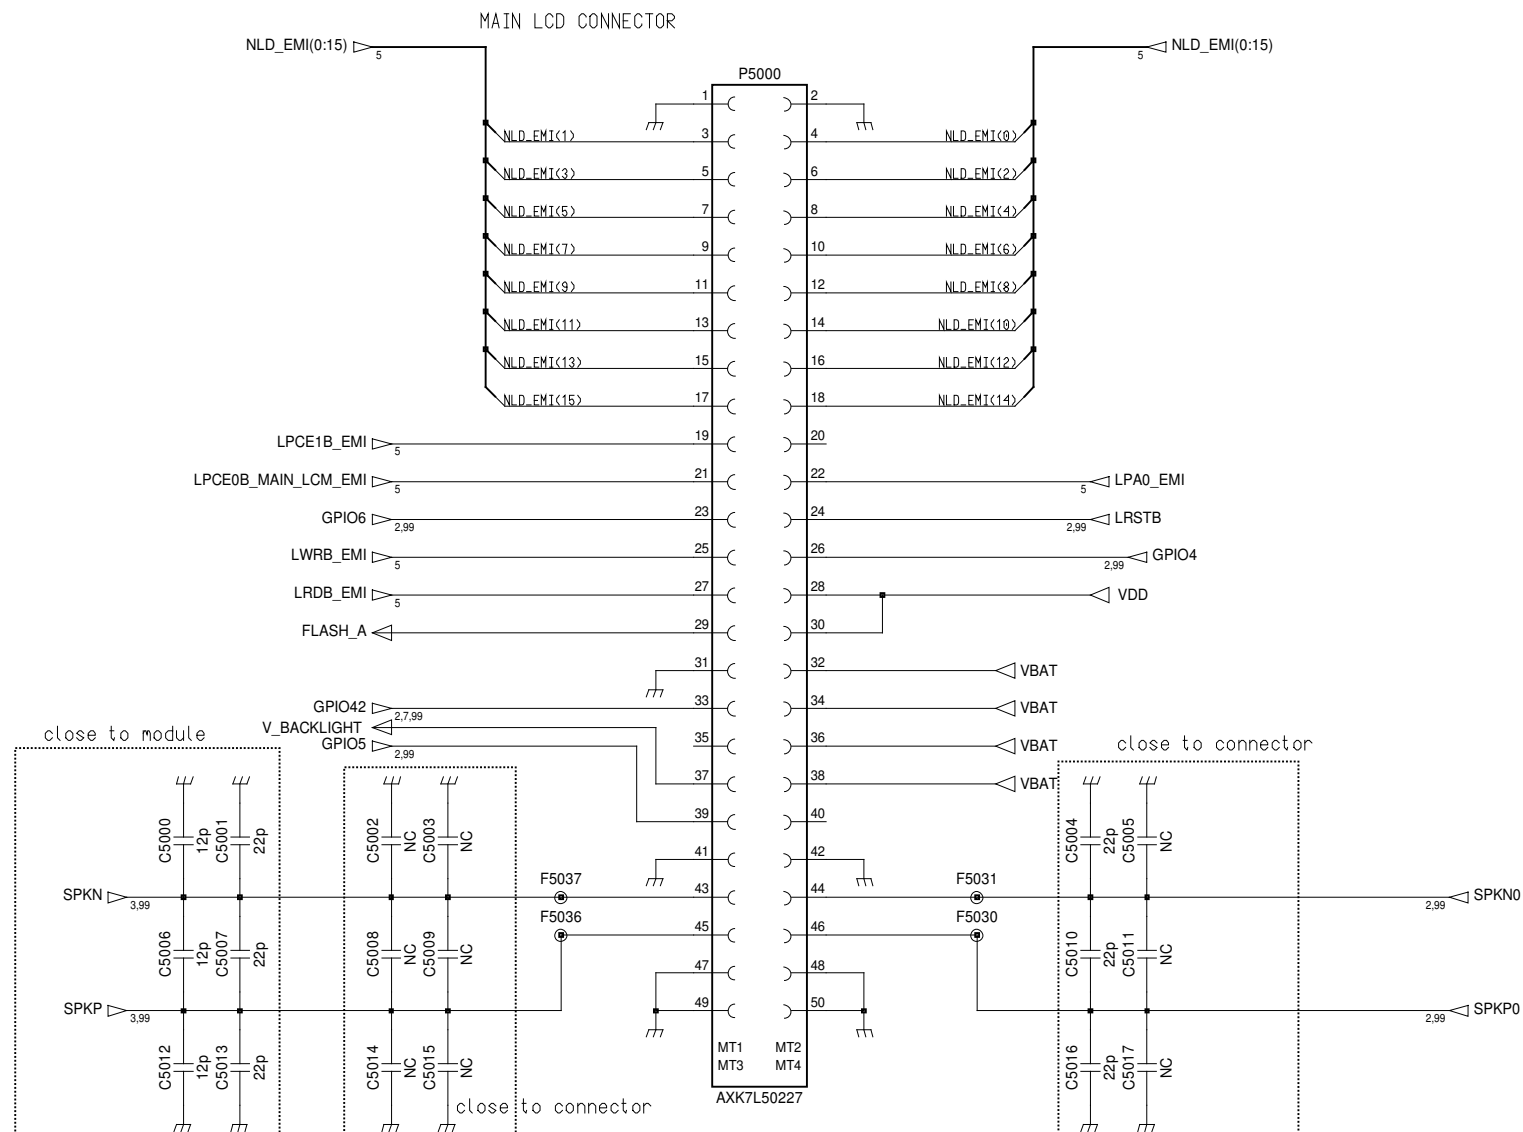 MAIN LCD CONNECTOR
NLD_EMI(0:15) 5
5 NLD_EMI(0:15)
P5000
1 2
NLD_EMI(1) 3 4 NLD_EMI(0)
NLD_EMI(3) 5 6 NLD_EMI(2)
NLD_EMI(5) 7 8 NLD_EMI(4)
NLD_EMI(7) 9 10 NLD_EMI(6)
NLD_EMI(9) 11 12 NLD_EMI(8)
NLD_EMI(11) 13 14 NLD_EMI(10)
NLD_EMI(13) 15 16 NLD_EMI(12)
NLD_EMI(15) 17 18 NLD_EMI(14)
LPCE1B_EMI 5 19 20
LPCE0B_MAIN_LCM_EMI 5 21 22 5 LPA0_EMI
GPIO6 2,99 23 24 2,99 LRSTB
LWRB_EMI 5 25 26 2,99 GPIO4
LRDB_EMI 5 27 28 VDD
FLASH_A 29 30
31 32 VBAT
GPIO42 2,7,99 33 34 VBAT
V_BACKLIGHT
GPIO5 2,99 35 36 VBAT
37 38 VBAT
39 40
41 42
close to module
close to connector
C5000 12p C5001 22p C5002 NC C5003 NC C5004 22p C5005 NC
SPKN 3,99 F5037 43 44 F5031 2,99 SPKN0
F5036 45 46 F5030
C5006 12p C5007 22p C5008 NC C5009 NC C5010 22p C5011 NC
47 48
SPKP 3,99 49 50 2,99 SPKP0
C5012 12p C5013 22p C5014 NC C5015 NC C5016 22p C5017 NC
MT1 MT2
MT3 MT4
AXK7L50227
close to connector